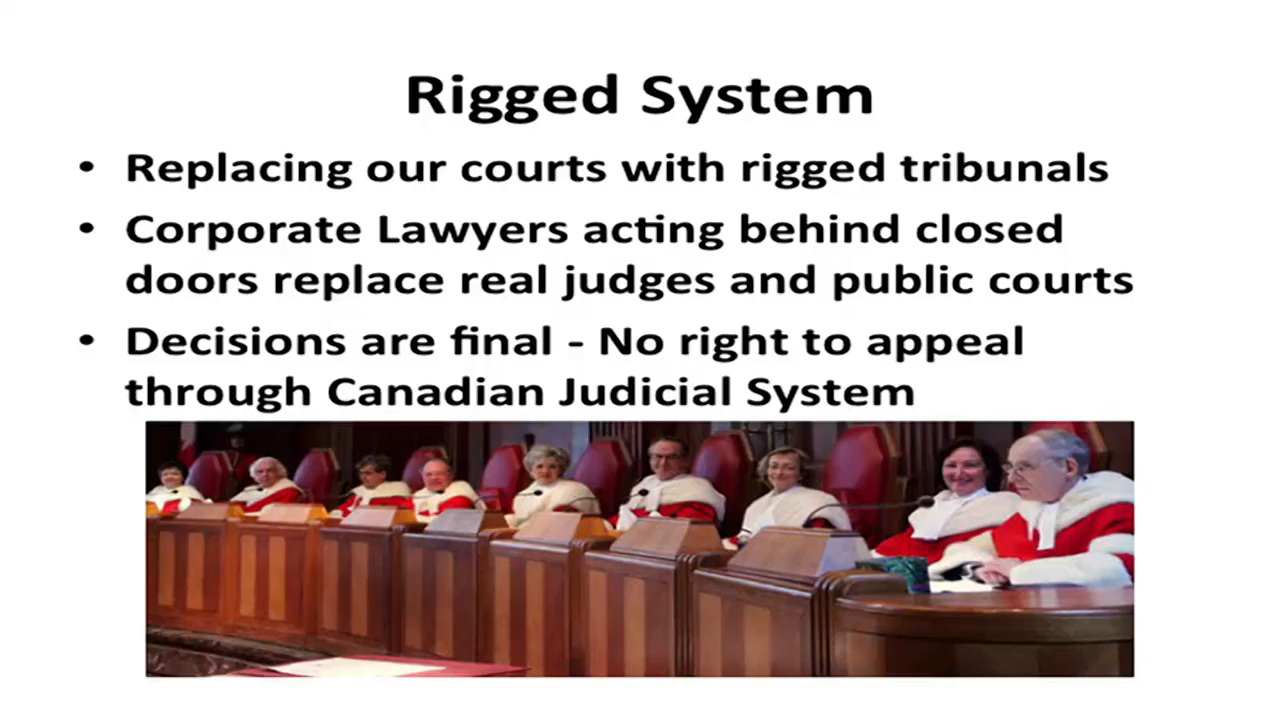 Rigged System
• Replacing our courts with rigged tribunals
• Corporate Lawyers acting behind closed
doors replace real judges and public courts
• Decisions are final - No right to appeal
through Canadian Judicial System